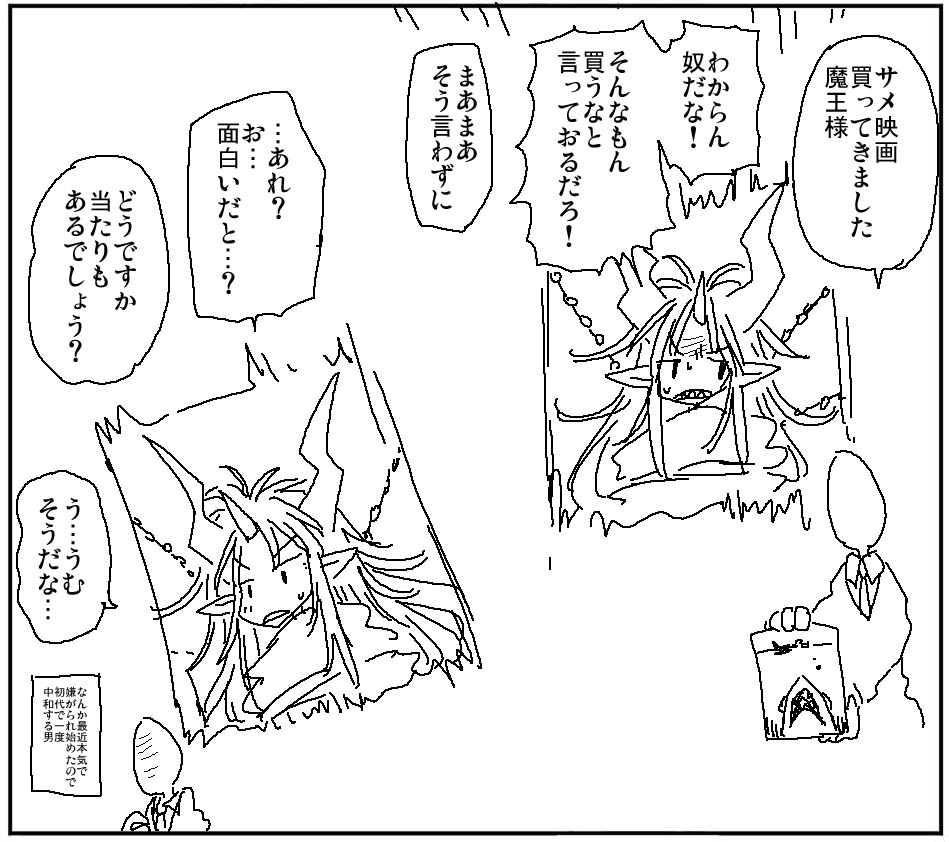 サメ映画
買ってきました
魔王様
わからん
奴だな！
そんなもん
買うなと
言っておるだろ！
まあまあ
そう言わずに
…あれ？
お…
面白いだと…？
どうですか
当たりも
あるでしょう？
う…うむ
そうだな…
なんか最近本気で
嫌がられ始めたので
初代で一度
中和する男